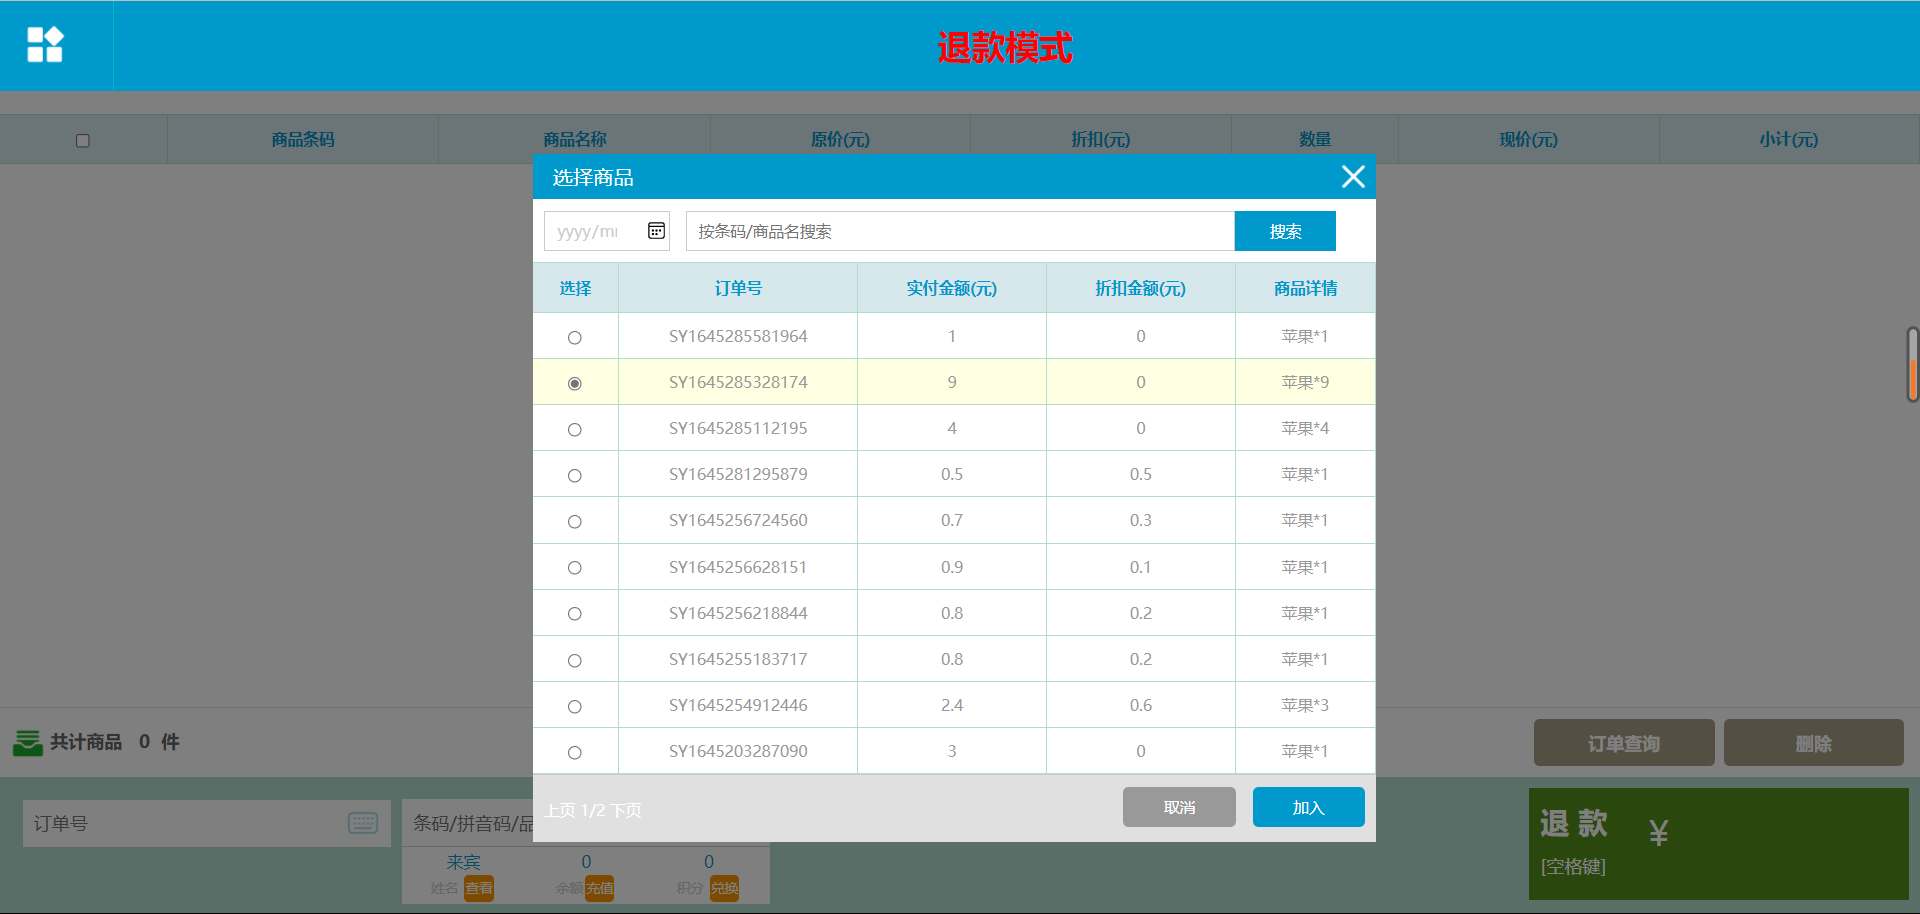 退款模式
商品条码 商品名称 原价(元) 折扣(元) 数量 现价(元) 小计(元)
选择商品
yyyy/m 按条码/商品名搜索 搜索
选择 订单号 实付金额(元) 折扣金额(元) 商品详情
SY1645285581964 1 0 苹果*1
SY1645285328174 9 0 苹果*9
SY1645285112195 4 0 苹果*4
SY1645281295879 0.5 0.5 苹果*1
SY1645256724560 0.7 0.3 苹果*1
SY1645256628151 0.9 0.1 苹果*1
SY1645256218844 0.8 0.2 苹果*1
SY1645255183717 0.8 0.2 苹果*1
SY1645254912446 2.4 0.6 苹果*3
SY1645203287090 3 0 苹果*1
上页 1/2 下页 取消 加入
共计商品 0 件 订单查询 删除
订单号 条码/拼音码/品
来宾 0 0
姓名 查看 余额 充值 积分 兑换
退 款 ¥
[空格键]